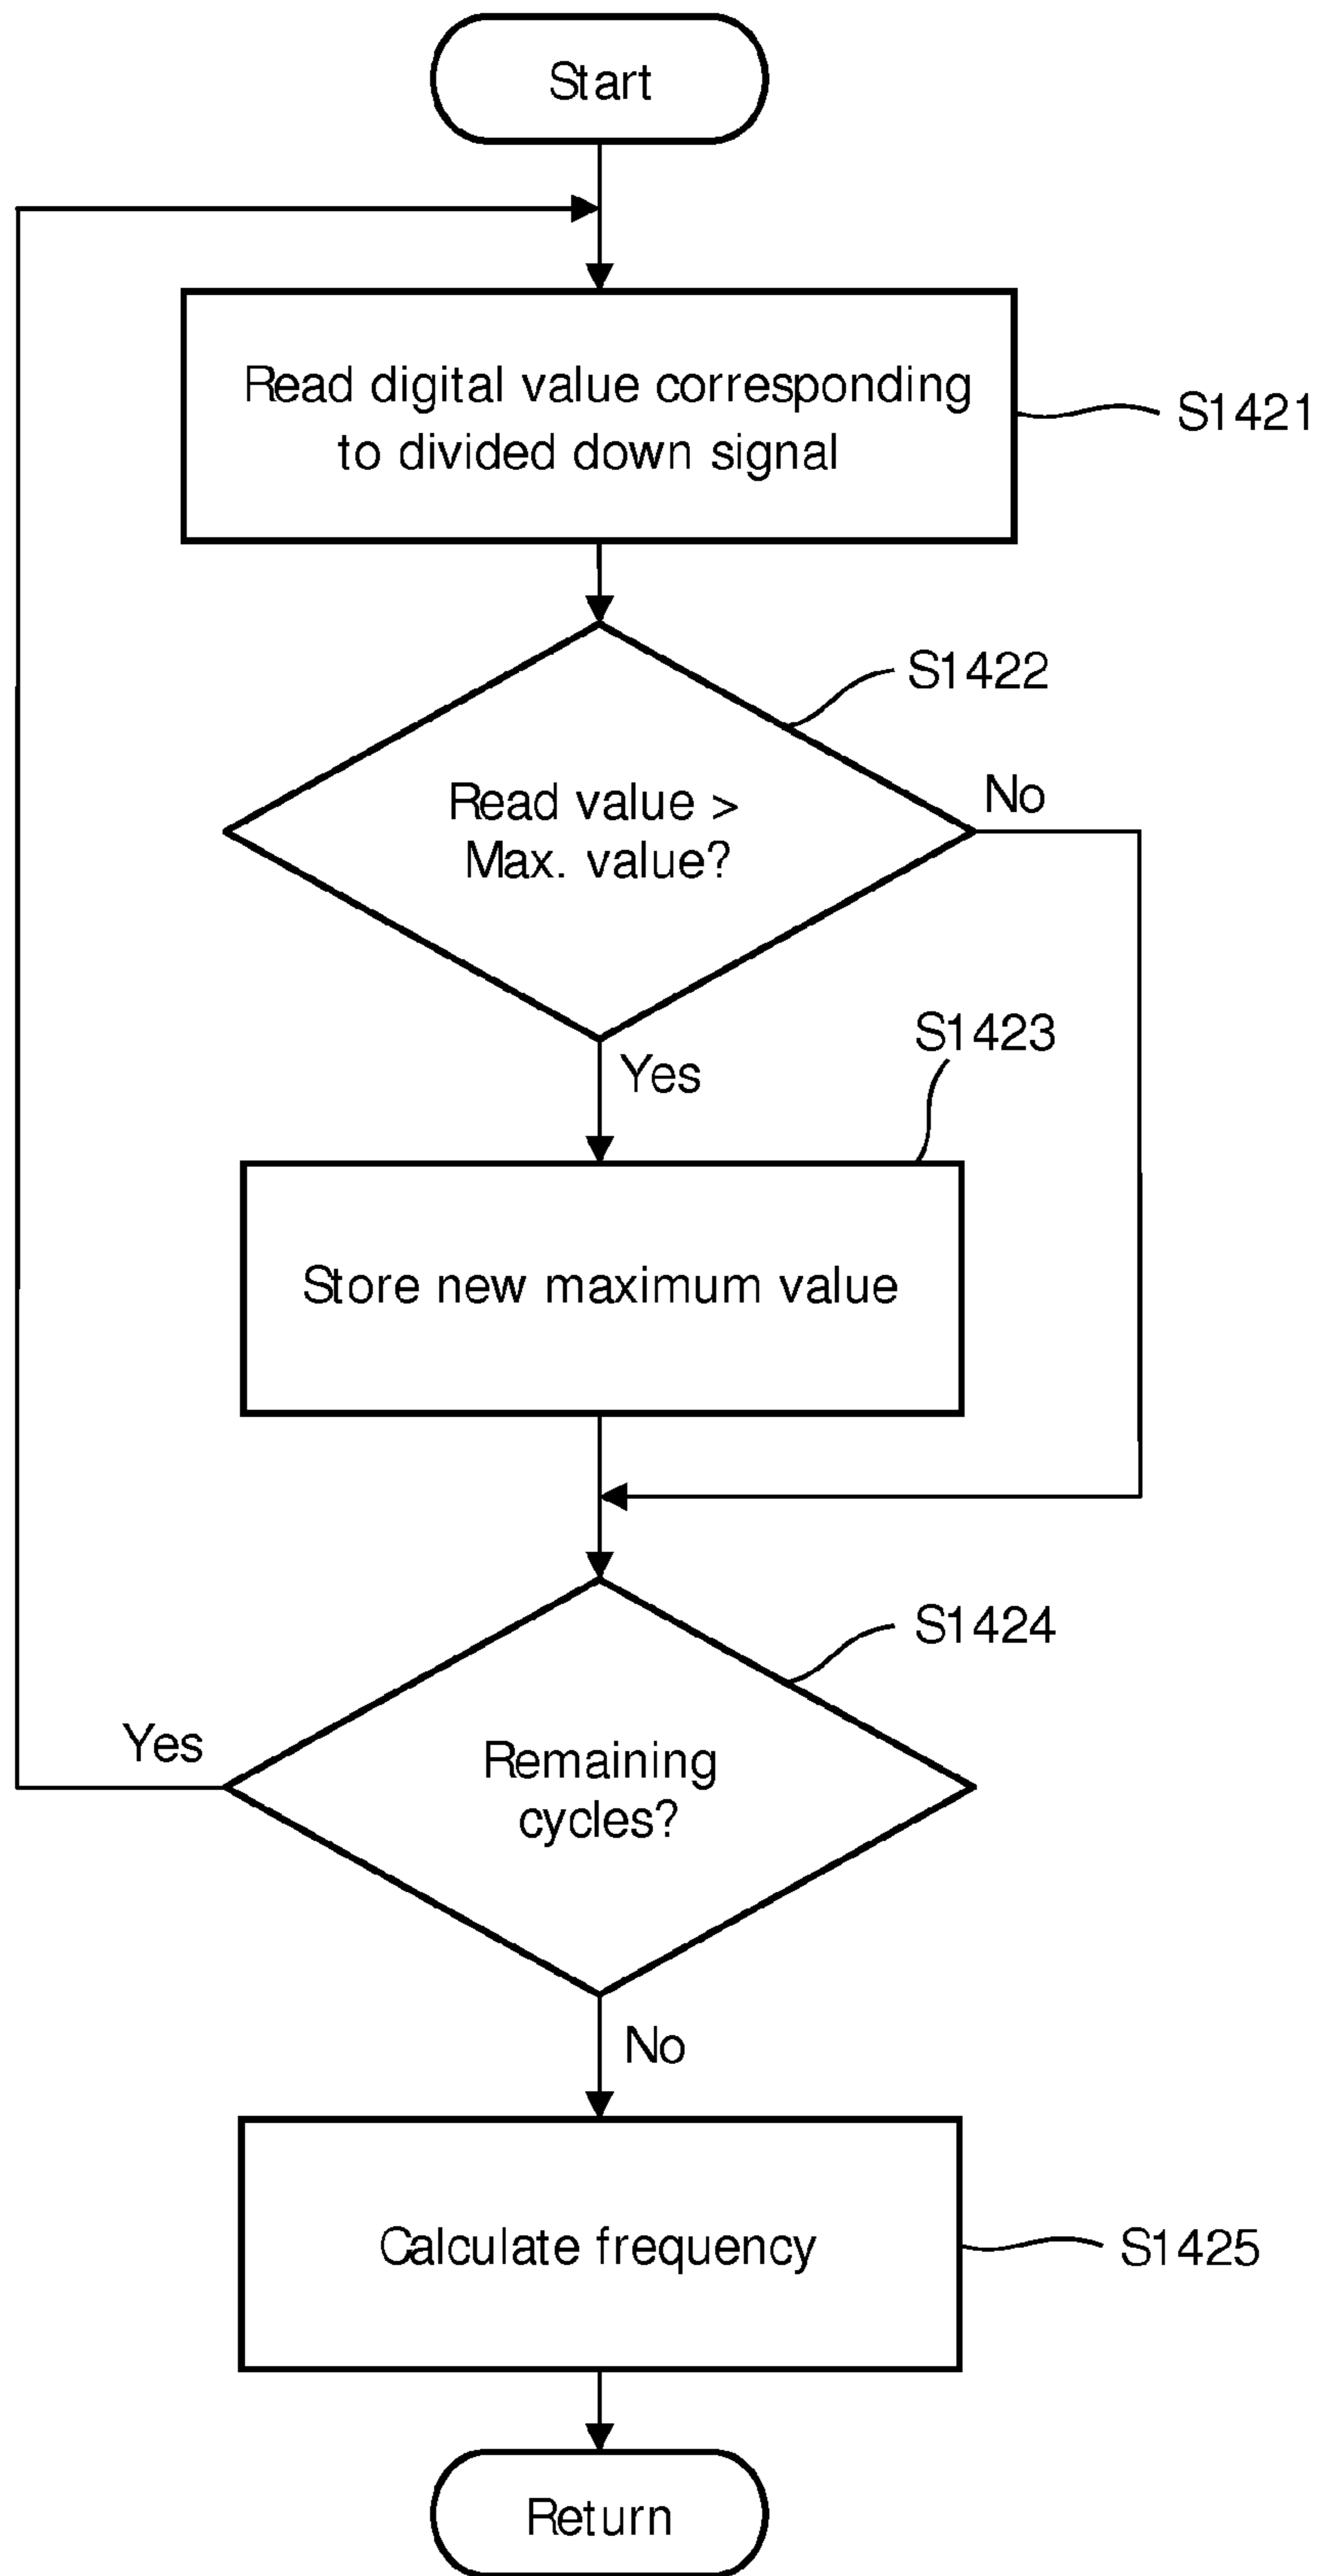 Start
Read digital value corresponding
to divided down signal
S1421
S1422
Read value >
Max. value?
No
Yes
S1423
Store new maximum value
S1424
Yes
Remaining
cycles?
No
Calculate frequency
S1425
Return